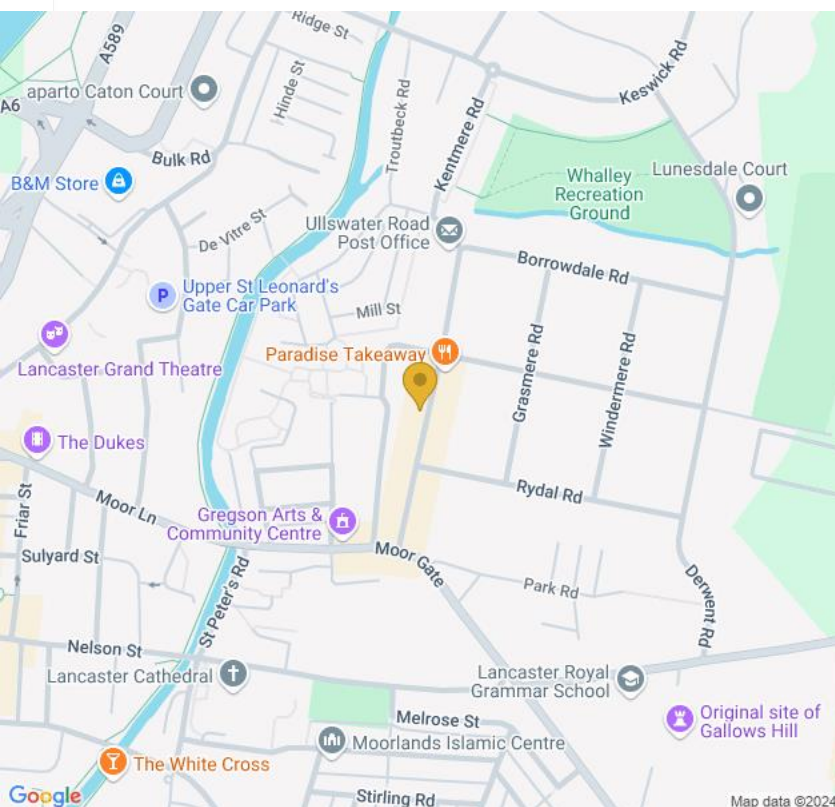 Ridge St
A589
aparto Caton Court
Hinde St
Keswick Rd
A6
Troutbeck Rd
Kentmere Rd
Bulk Rd
B&M Store
Whalley
Recreation
Ground
Lunesdale Court
De Vitre St
Ullswater Road
Post Office
Borrowdale Rd
P
Upper St Leonard's
Gate Car Park
Mill St
Paradise Takeaway
Lancaster Grand Theatre
Grasmere Rd
Windermere Rd
The Dukes
Rydal Rd
Friar St
Moor Ln
Gregson Arts &
Community Centre
Moor Gate
Sulyard St
St Peter's Rd
Park Rd
Derwent Rd
Nelson St
Lancaster Cathedral
Lancaster Royal
Grammar School
Original site of
Gallows Hill
Melrose St
Moorlands Islamic Centre
The White Cross
Stirling Rd
Google
Map data ©2024